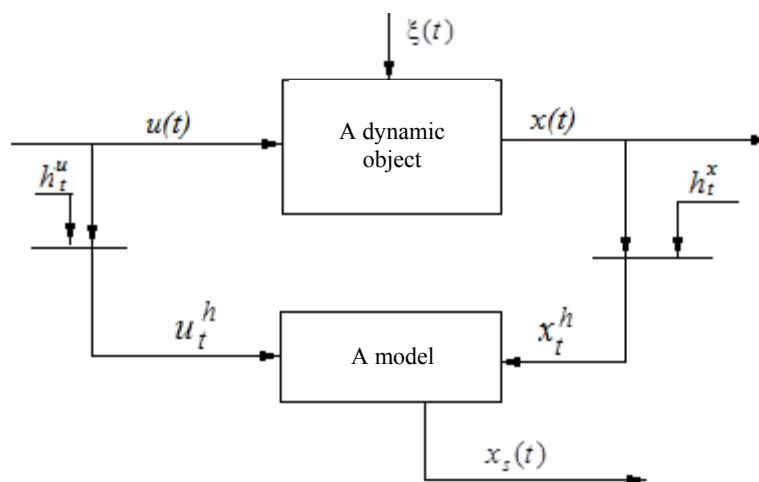 ξ(t)
u(t)
A dynamic
object
x(t)
h_t^u
h_t^x
u_t^h
A model
x_t^h
x_s(t)